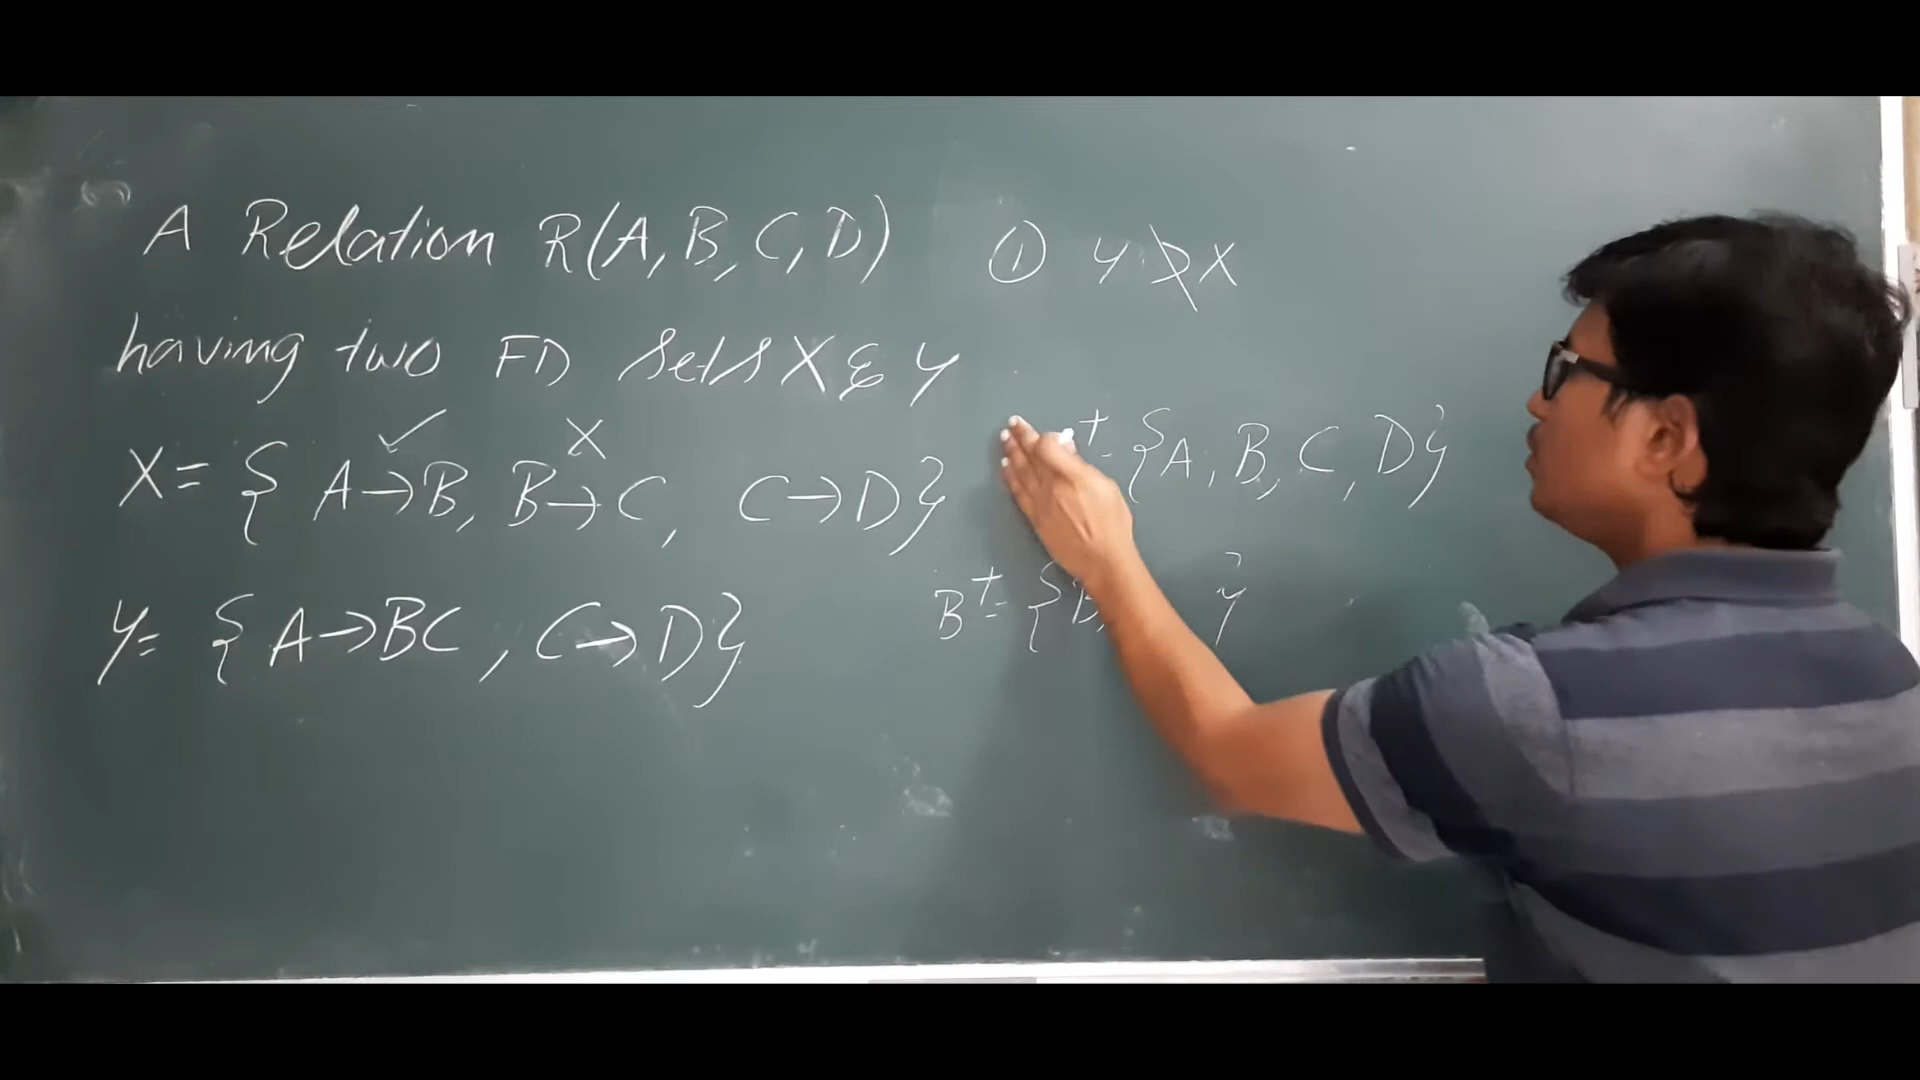 A Relation R(A, B, C, D)
having two FD sets X & Y
✓ X
X = { A → B, B → C, C → D}
Y = { A → BC, C → D}
① Y ⊉ X
+ = {A, B, C, D}
B+ = {B, }